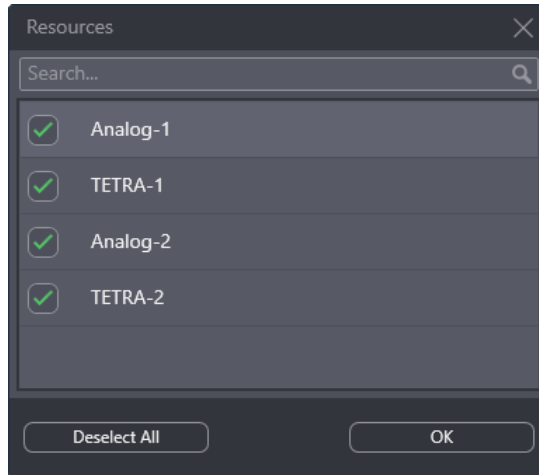 Resources
Search...
Analog-1
TETRA-1
Analog-2
TETRA-2
Deselect All
OK